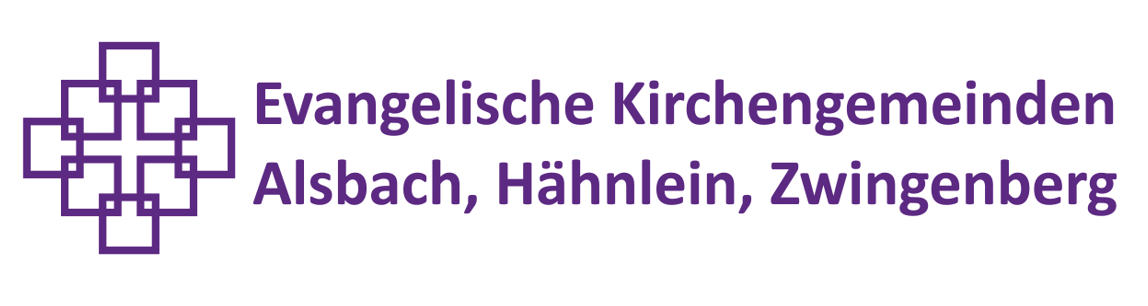 Evangelische Kirchengemeinden
Alsbach, Hähnlein, Zwingenberg